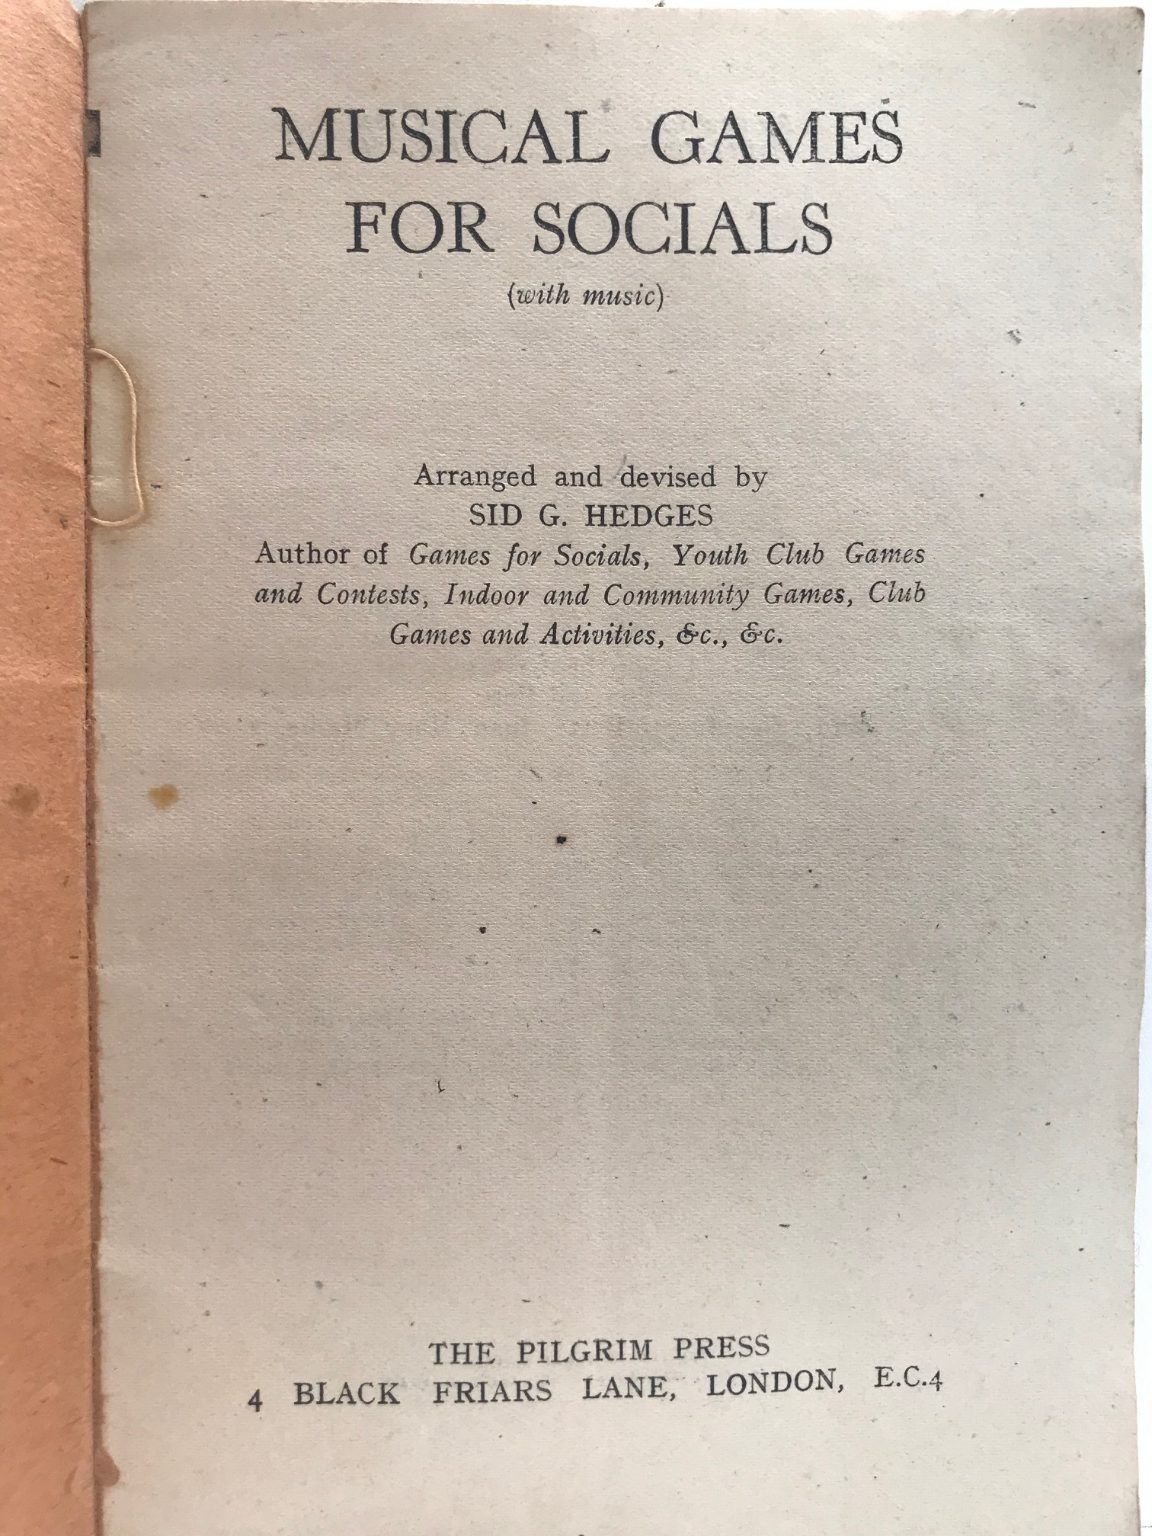 MUSICAL GAMES
FOR SOCIALS
(with music)
Arranged and devised by
SID G. HEDGES
Author of Games for Socials, Youth Club Games
and Contests, Indoor and Community Games, Club
Games and Activities, &c., &c.
THE PILGRIM PRESS
4 BLACK FRIARS LANE, LONDON, E.C.4